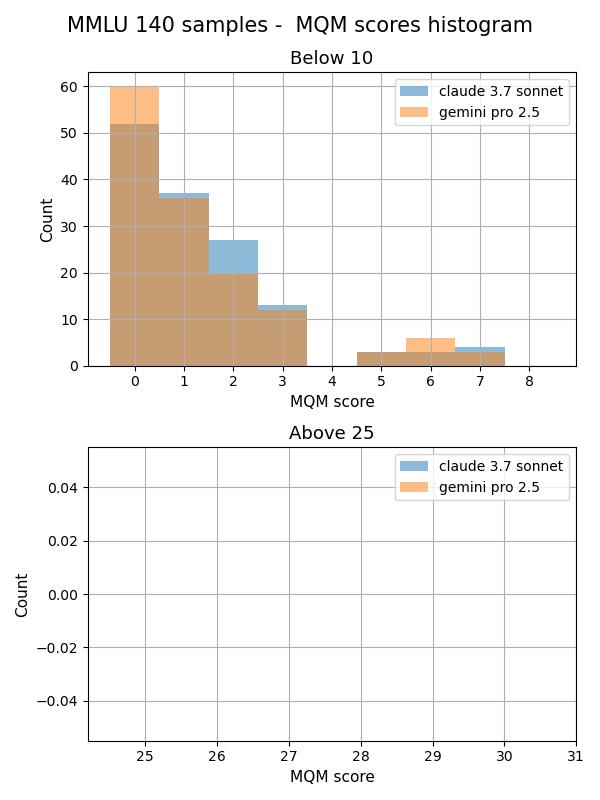 MMLU 140 samples -  MQM scores histogram
Below 10
claude 3.7 sonnet
gemini pro 2.5
60
50
40
30
20
10
0
Count
0 1 2 3 4 5 6 7 8
MQM score
Above 25
claude 3.7 sonnet
gemini pro 2.5
0.04
0.02
0.00
−0.02
−0.04
Count
25 26 27 28 29 30 31
MQM score